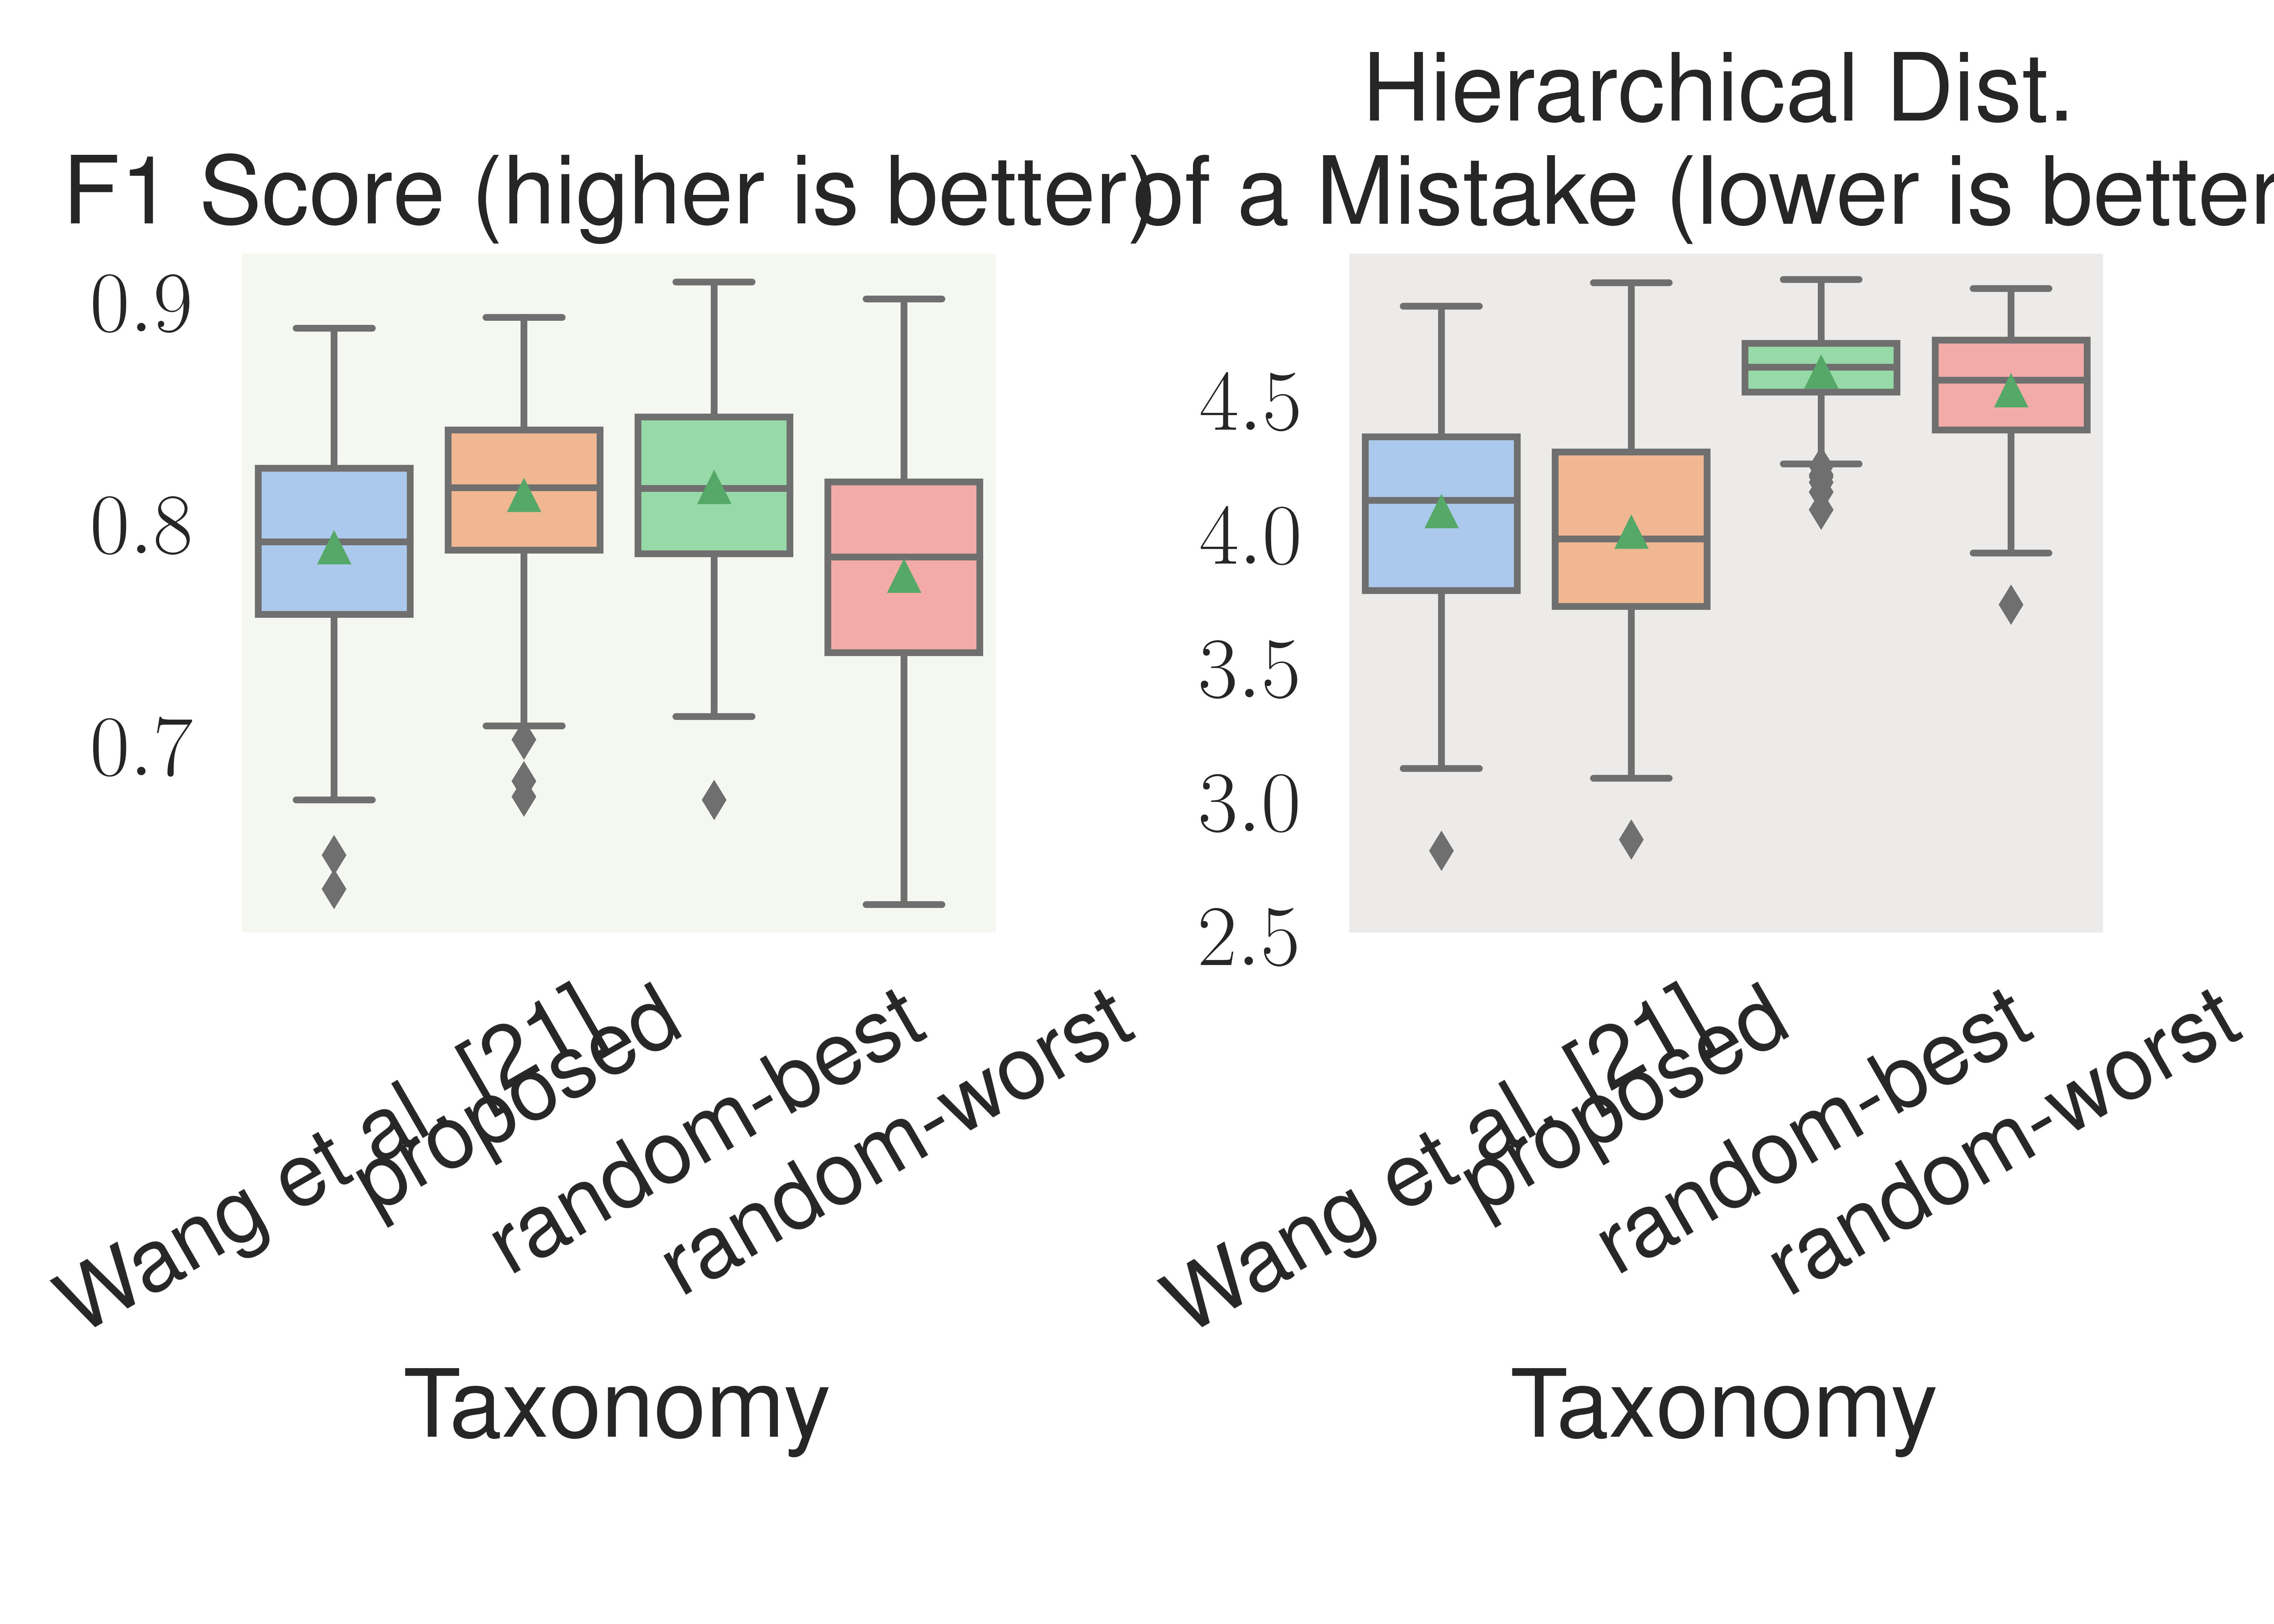 F1 Score (higher is better)
Hierarchical Dist.
of a Mistake (lower is better
0.9
0.8
0.7
Wang et al. [21]
proposed
random-best
random-worst
Taxonomy
4.5
4.0
3.5
3.0
2.5
Wang et al. [21]
proposed
random-best
random-worst
Taxonomy